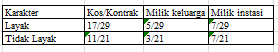 Karakter Kos/Kontrak Milik keluarga Milik instasi
Layak 17/29 5/29 7/29
Tidak Layak 11/21 3/21 7/21